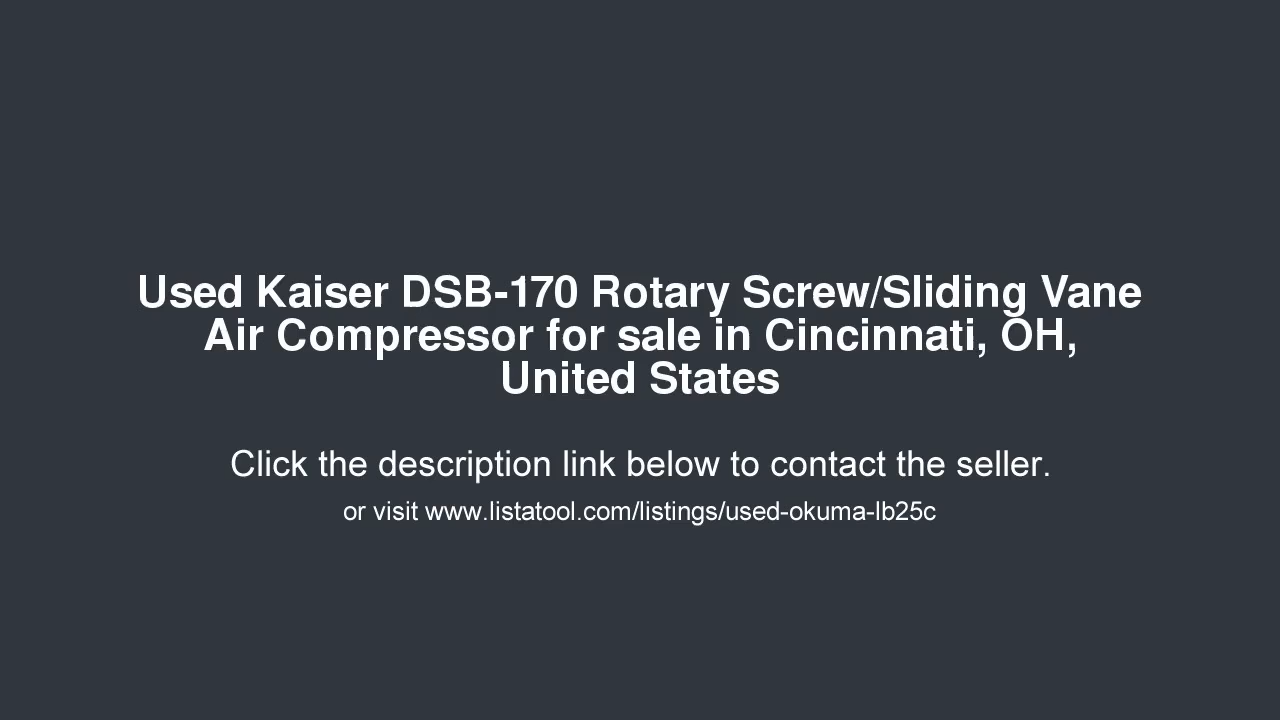 Used Kaiser DSB-170 Rotary Screw/Sliding Vane
Air Compressor for sale in Cincinnati, OH,
United States
Click the description link below to contact the seller.
or visit www.listatool.com/listings/used-okuma-lb25c